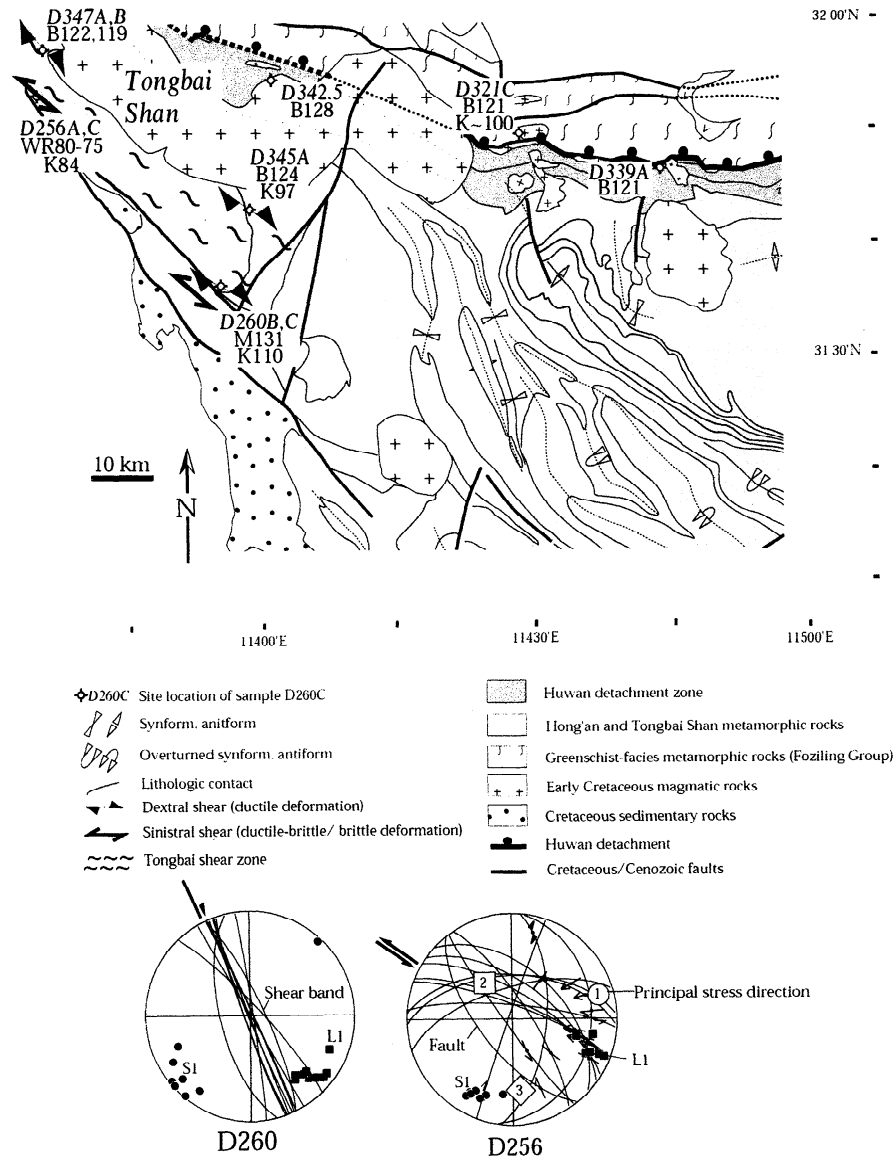 D347A,B
B122,119
32 00'N
Tongbai
Shan
D342.5
B128
D321C
B121
K~100
D256A,C
WR80-75
K84
D345A
B124
K97
D339A
B121
D260B,C
M131
K110
31 30'N
10 km
N
11400'E
11430'E
11500'E
D260C Site location of sample D260C
Synform, antiform
Overturned synform, antiform
Lithologic contact
Dextral shear (ductile deformation)
Sinistral shear (ductile-brittle/ brittle deformation)
Tongbai shear zone
Huwan detachment zone
Hong'an and Tongbai Shan metamorphic rocks
Greenschist-facies metamorphic rocks (Foziling Group)
Early Cretaceous magmatic rocks
Cretaceous sedimentary rocks
Huwan detachment
Cretaceous/Cenozoic faults
Shear band
L1
S1
D260
2
1
Principal stress direction
Fault
L1
S1
3
D256